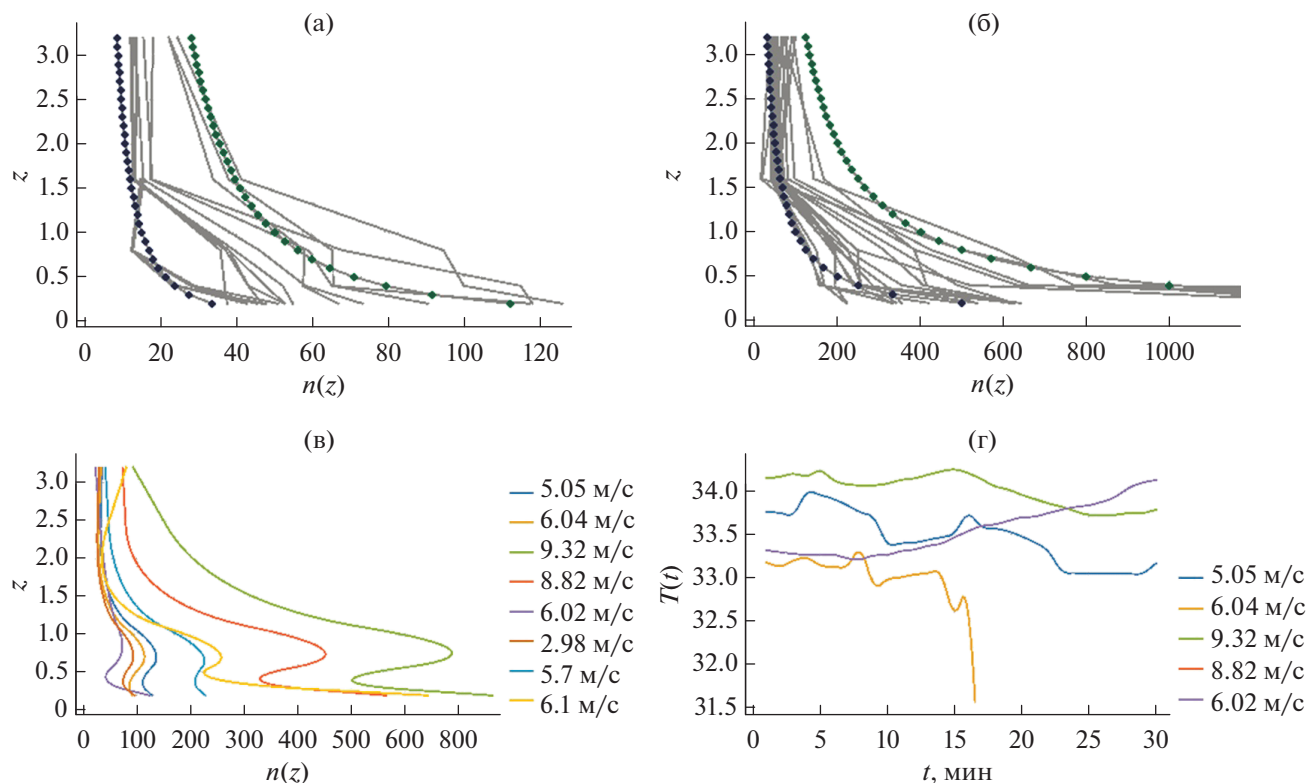 (а)
3.0
2.5
2.0
1.5
1.0
0.5
0
z
0 20 40 60 80 100 120
n(z)
(б)
3.0
2.5
2.0
1.5
1.0
0.5
0
z
0 200 400 600 800 1000
n(z)
(в)
3.0
2.5
2.0
1.5
1.0
0.5
0
z
0 100 200 300 400 500 600 800
n(z)
5.05 м/с
6.04 м/с
9.32 м/с
8.82 м/с
6.02 м/с
2.98 м/с
5.7 м/с
6.1 м/с
(г)
34.0
33.5
33.0
32.5
32.0
31.5
T(t)
0 5 10 15 20 25 30
t, мин
5.05 м/с
6.04 м/с
9.32 м/с
8.82 м/с
6.02 м/с